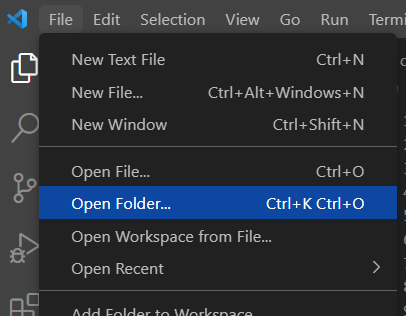 File Edit Selection View Go Run Termi
New Text File Ctrl+N
New File... Ctrl+Alt+Windows+N
New Window Ctrl+Shift+N
Open File... Ctrl+O
Open Folder... Ctrl+K Ctrl+O
Open Workspace from File...
Open Recent
Add Folder to Workspace